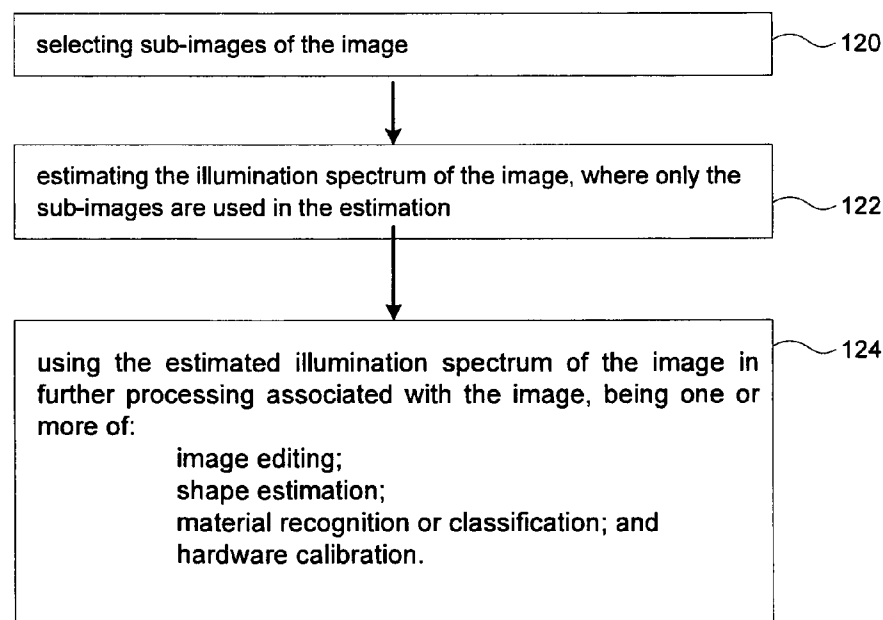 selecting sub-images of the image
120
estimating the illumination spectrum of the image, where only the
sub-images are used in the estimation
122
using the estimated illumination spectrum of the image in
further processing associated with the image, being one or
more of:
image editing;
shape estimation;
material recognition or classification; and
hardware calibration.
124